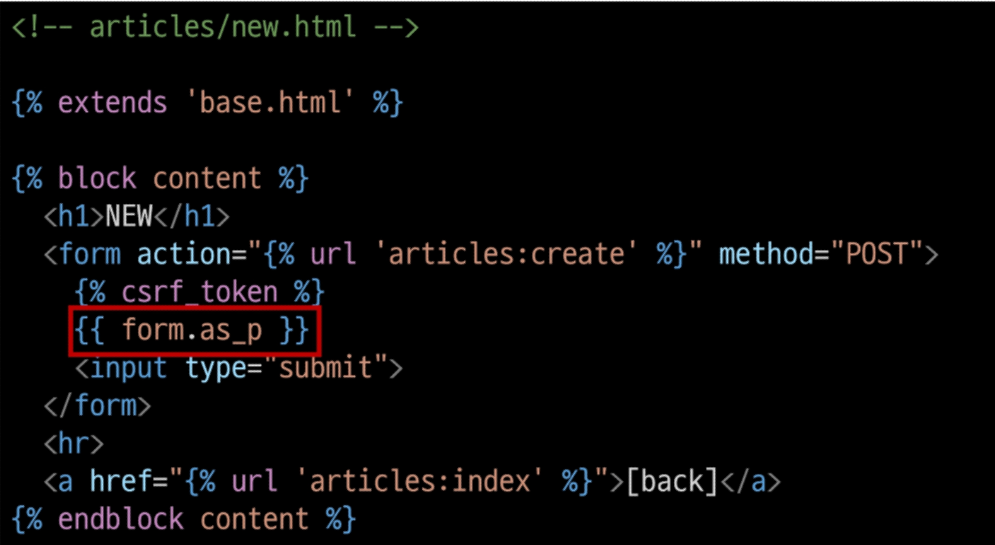 <!-- articles/new.html -->
{% extends 'base.html' %}
{% block content %}
<h1>NEW</h1>
<form action="{% url 'articles:create' %}" method="POST">
{% csrf_token %}
{{ form.as_p }}
<input type="submit">
</form>
<hr>
<a href="{% url 'articles:index' %}">[back]</a>
{% endblock content %}